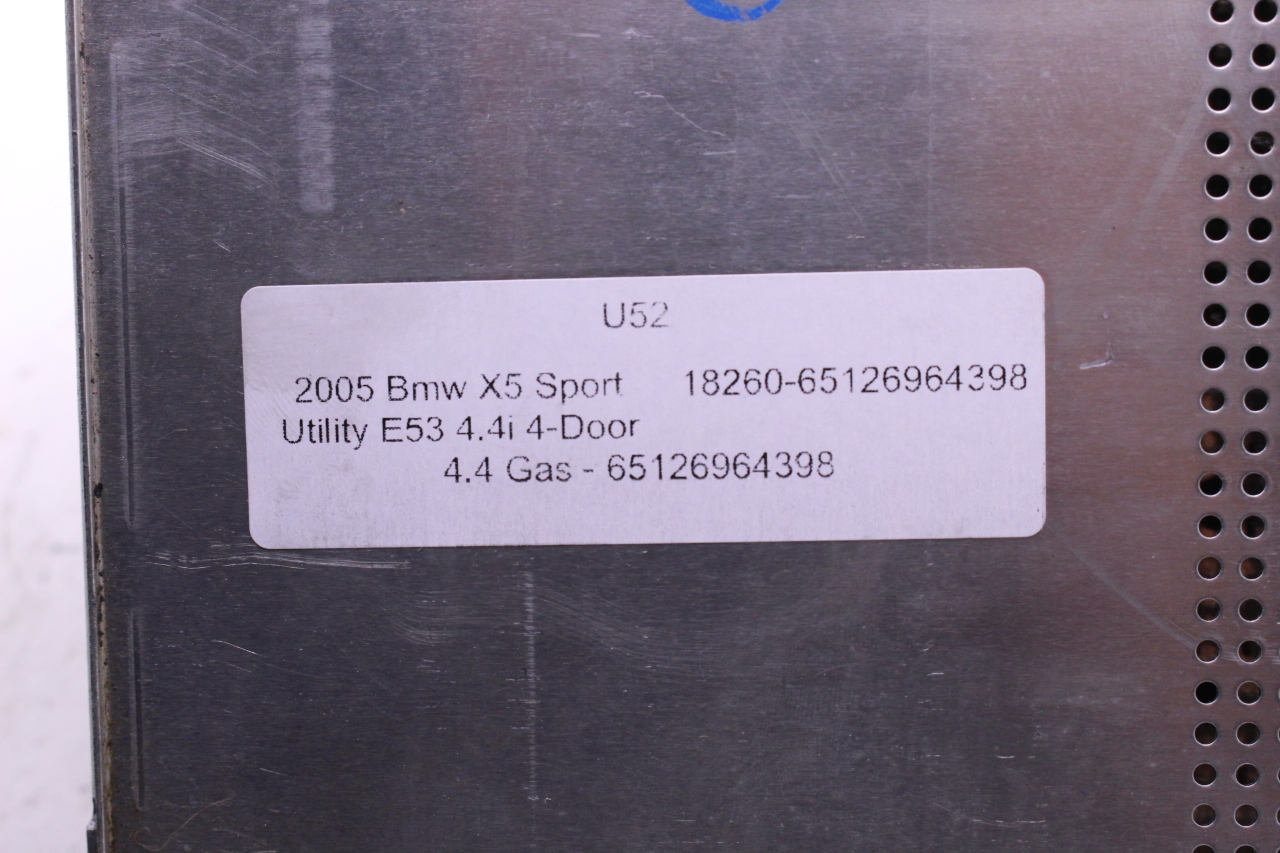 U52
2005 Bmw X5 Sport 18260-65126964398
Utility E53 4.4i 4-Door
4.4 Gas - 65126964398